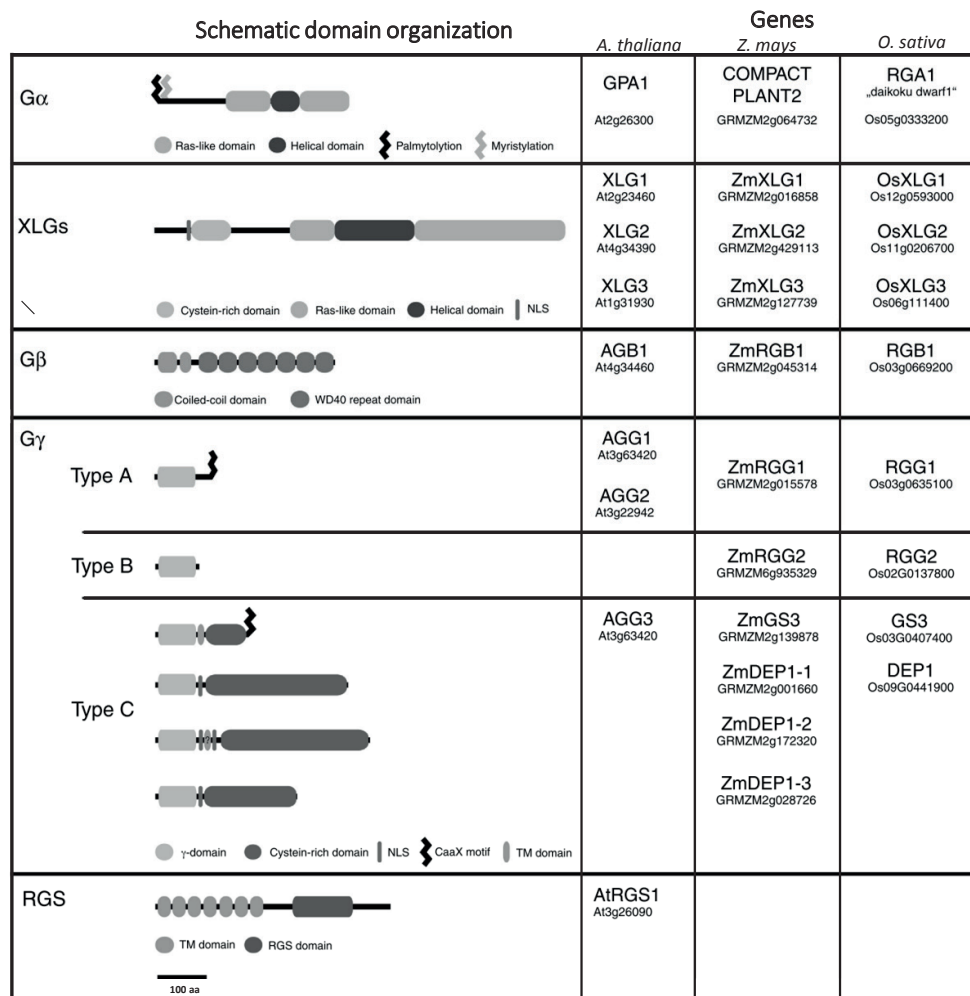 Schematic domain organization
Genes
A. thaliana
Z. mays
O. sativa
Gα
GPA1
At2g26300
COMPACT
PLANT2
GRMZM2g064732
RGA1
„daikoku dwarf1“
Os05g0333200
Ras-like domain
Helical domain
Palmytolytion
Myristylation
XLGs
XLG1
At2g23460
ZmXLG1
GRMZM2g016858
OsXLG1
Os12g0593000
XLG2
At4g34390
ZmXLG2
GRMZM2g429113
OsXLG2
Os11g0206700
XLG3
At1g31930
ZmXLG3
GRMZM2g127739
OsXLG3
Os06g111400
Cystein-rich domain
Ras-like domain
Helical domain
NLS
Gβ
AGB1
At4g34460
ZmRGB1
GRMZM2g045314
RGB1
Os03g0669200
Coiled-coil domain
WD40 repeat domain
Gγ
Type A
AGG1
At3g63420
AGG2
At3g22942
ZmRGG1
GRMZM2g015578
RGG1
Os03g0635100
Type B
ZmRGG2
GRMZM6g935329
RGG2
Os02G0137800
Type C
?
AGG3
At3g63420
ZmGS3
GRMZM2g139878
GS3
Os03G0407400
ZmDEP1-1
GRMZM2g001660
DEP1
Os09G0441900
ZmDEP1-2
GRMZM2g172320
ZmDEP1-3
GRMZM2g028726
γ-domain
Cystein-rich domain
NLS
CaaX motif
TM domain
RGS
AtRGS1
At3g26090
TM domain
RGS domain
100 aa